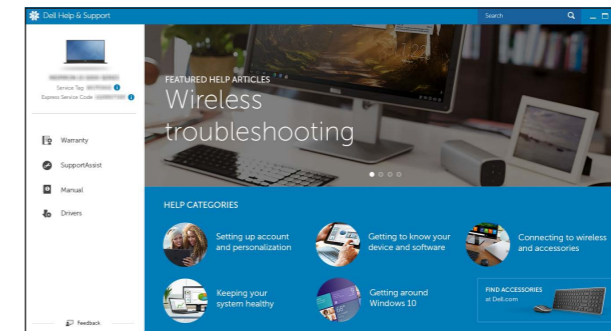 Dell Help & Support
Search
Service Tag
Express Service Code
Warranty
SupportAssist
Manual
Drivers
Feedback
FEATURED HELP ARTICLES
Wireless
troubleshooting
HELP CATEGORIES
Setting up account
and personalization
Getting to know your
device and software
Connecting to wireless
and accessories
Keeping your
system healthy
Getting around
Windows 10
FIND ACCESSORIES
at Dell.com